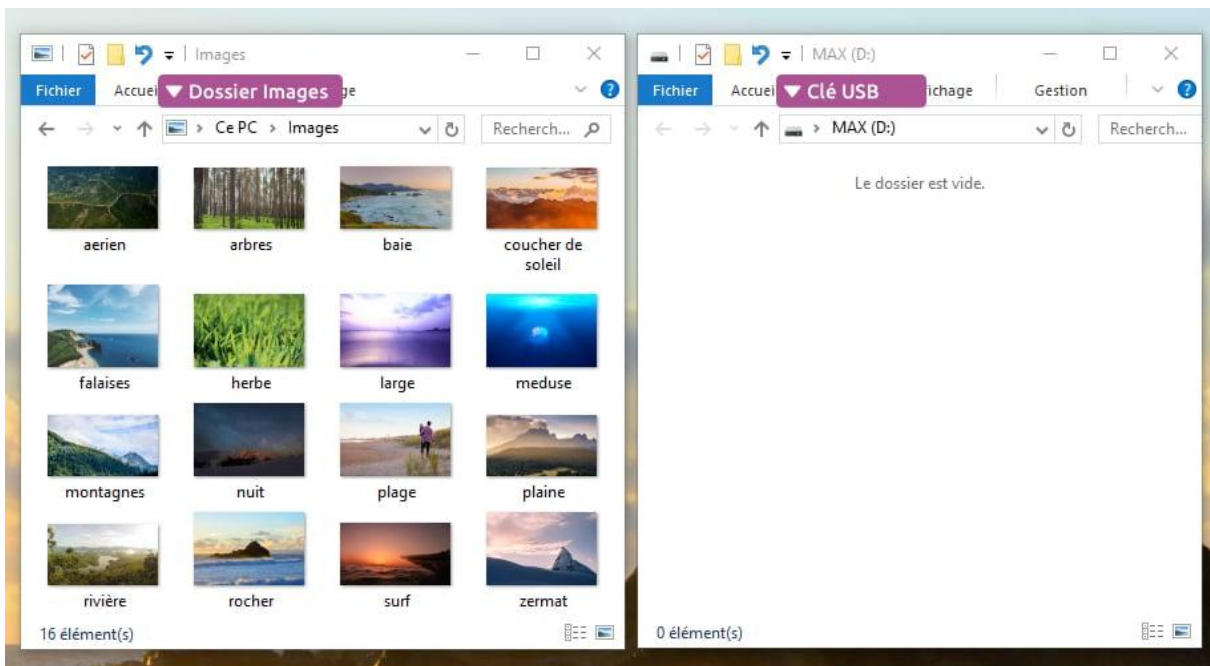 Images
Fichier Accuei ▼ Dossier Images ge
Ce PC > Images Recherch...
aerien arbres baie coucher de soleil
falaises herbe large meduse
montagnes nuit plage plaine
rivière rocher surf zermat
16 élément(s)
MAX (D:)
Fichier Accuei ▼ Clé USB ichage Gestion
MAX (D:) Recherch...
Le dossier est vide.
0 élément(s)